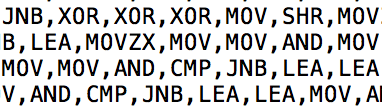 JNB,XOR,XOR,XOR,MOV,SHR,MOV
B,LEA,MOVZX,MOV,MOV,AND,MOV
MOV,MOV,AND,CMP,JNB,LEA,LEA
V,AND,CMP,JNB,LEA,LEA,MOV,A